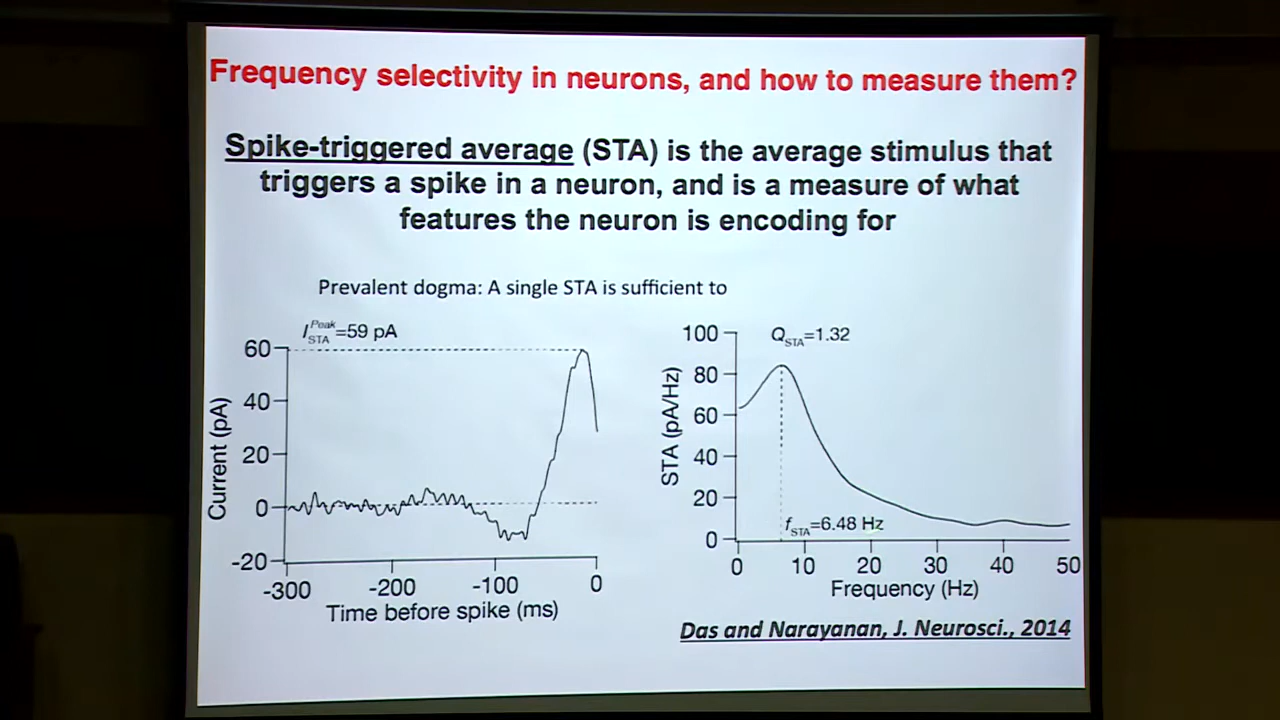 Frequency selectivity in neurons, and how to measure them?
Spike-triggered average (STA) is the average stimulus that
triggers a spike in a neuron, and is a measure of what
features the neuron is encoding for
Prevalent dogma: A single STA is sufficient to
I Peak STA =59 pA
60
40
20
0
-20
Current (pA)
-300
-200
-100
0
Time before spike (ms)
QSTA=1.32
100
80
60
40
20
0
STA (pA/Hz)
fSTA=6.48 Hz
0
10
20
30
40
50
Frequency (Hz)
Das and Narayanan, J. Neurosci., 2014